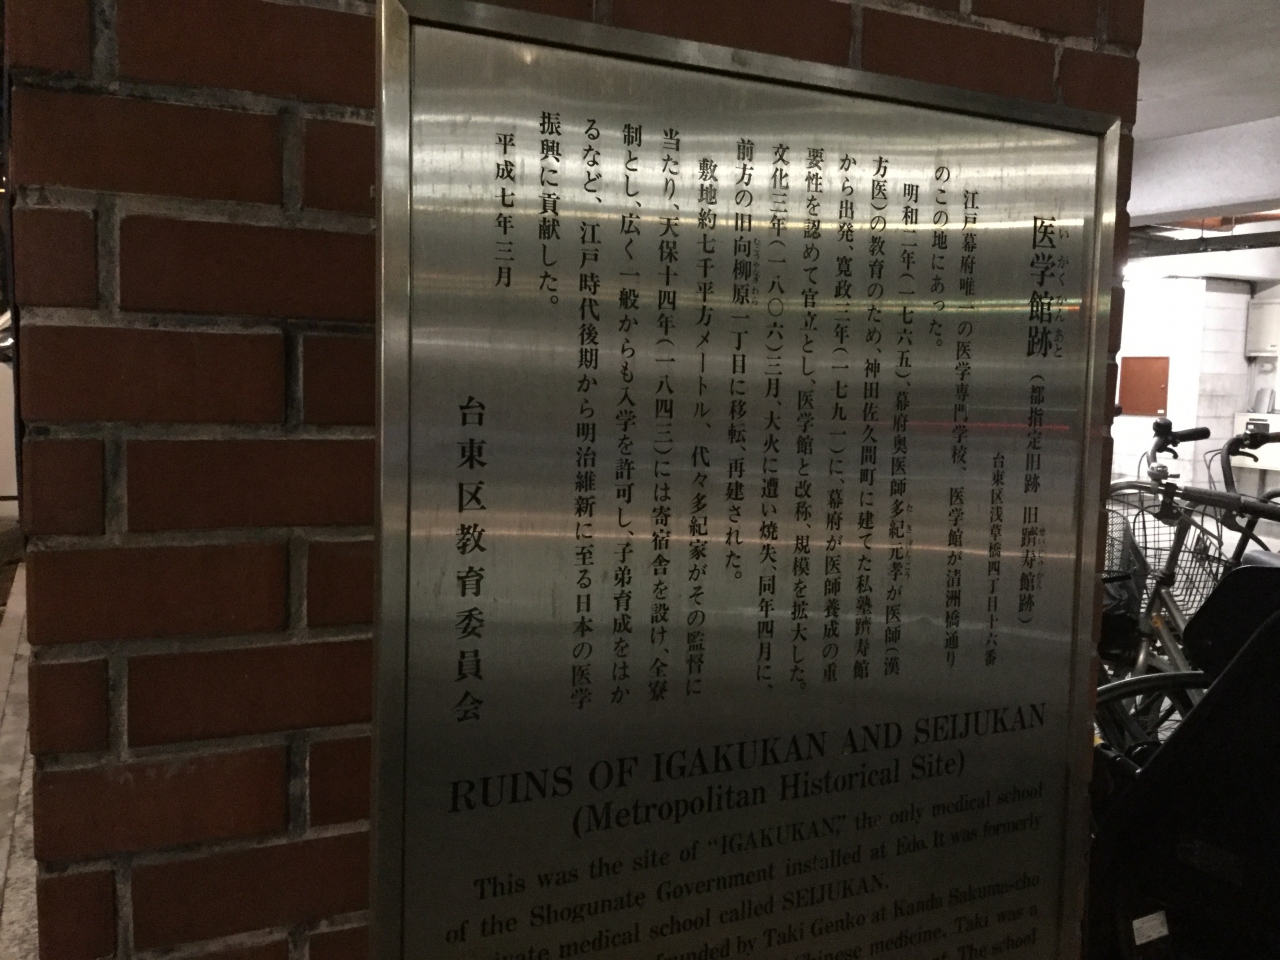 医学館跡（都指定旧跡 旧躋寿館跡）
台東区浅草橋四丁目十六番
江戸幕府唯一の医学専門学校、医学館が清洲橋通り
のこの地にあった。
明和二年（一七六五）、幕府奥医師多紀元孝が医師（漢
方医）の教育のため、神田佐久間町に建てた私塾躋寿館
から出発、寛政三年（一七九一）に、幕府が医師養成の重
要性を認めて官立とし、医学館と改称、規模を拡大した。
文化三年（一八〇六）三月、大火に遭い焼失、同年四月に、
前方の旧向柳原一丁目に移転、再建された。
敷地約七千平方メートル、代々多紀家がその監督に
当たり、天保十四年（一八四三）には寄宿舎を設け、全寮
制とし、広く一般からも入学を許可し、子弟育成をはか
るなど、江戸時代後期から明治維新に至る日本の医学
振興に貢献した。
平成七年三月
台東区教育委員会
RUINS OF IGAKUKAN AND SEIJUKAN
(Metropolitan Historical Site)
This was the site of “IGAKUKAN,” the only medical school
of the Shogunate Government installed at Edo. It was formerly
medical school called SEIJUKAN.
founded by Taki Genko at Kanda Sakuma-cho
Chinese medicine. Taki was a
The school